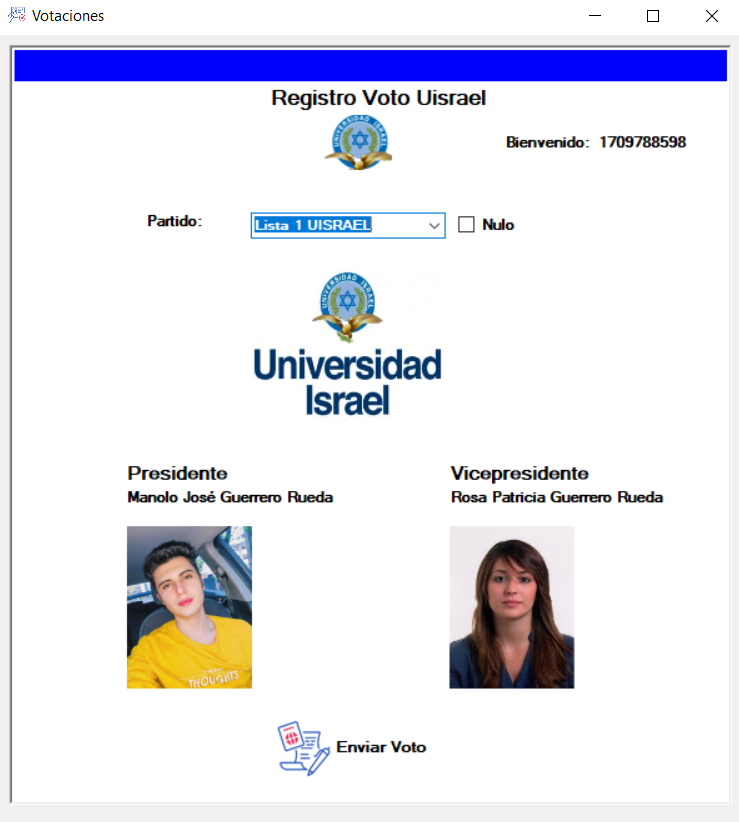 Votaciones
Registro Voto Uisrael
UNIVERSIDAD ISRAEL
Bienvenido: 1709788598
Partido:
Lista 1 UISRAEL
Nulo
UNIVERSIDAD ISRAEL
Universidad
Israel
Presidente
Vicepresidente
Manolo José Guerrero Rueda
Rosa Patricia Guerrero Rueda
THOUGHTS
Enviar Voto